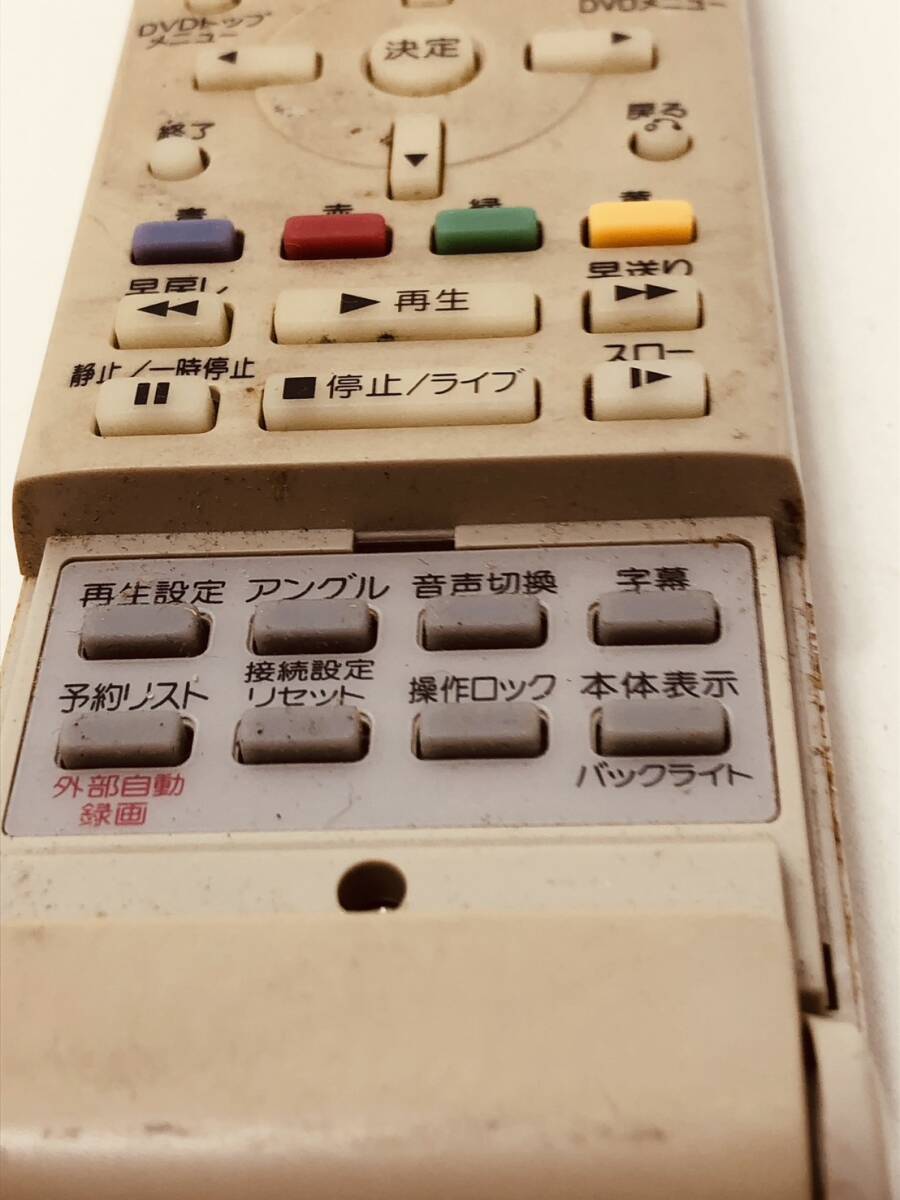 DVDトップ
メニュー
DVDメニュー
◀
決定
▶
終了
戻る
▼
青
赤
緑
黄
早戻し
◀◀
▶ 再生
早送り
▶▶
静止/一時停止
■ 停止/ライブ
スロー
再生設定
アングル
音声切換
字幕
予約リスト
接続設定
リセット
操作ロック
本体表示
外部自動
録画
バックライト